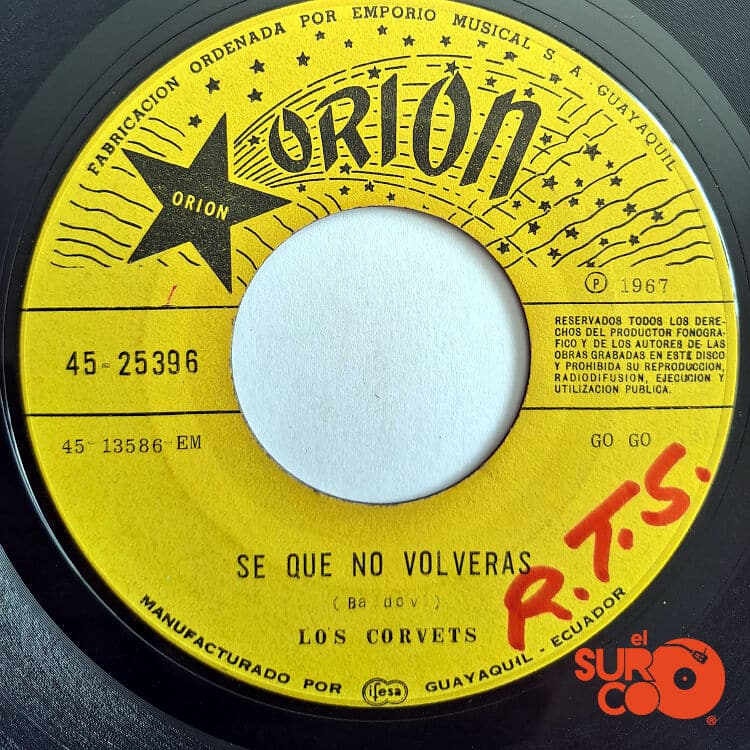 FABRICACION ORDENADA POR EMPORIO MUSICAL S. A. GUAYAQUIL
ORION
ORION
Ⓟ 1967
45-25396
RESERVADOS TODOS LOS DERE-
CHOS DEL PRODUCTOR FONOGRA-
FICO Y DE LOS AUTORES DE LAS
OBRAS GRABADAS EN ESTE DISCO
Y PROHIBIDA SU REPRODUCCION,
RADIODIFUSION, EJECUCION Y
UTILIZACION PUBLICA.
45-13586-EM
GO GO
R.T.S.
SE QUE NO VOLVERAS
LOS CORVETS
MANUFACTURADO POR ifesa GUAYAQUIL - ECUADOR
el
SUR
CO
®